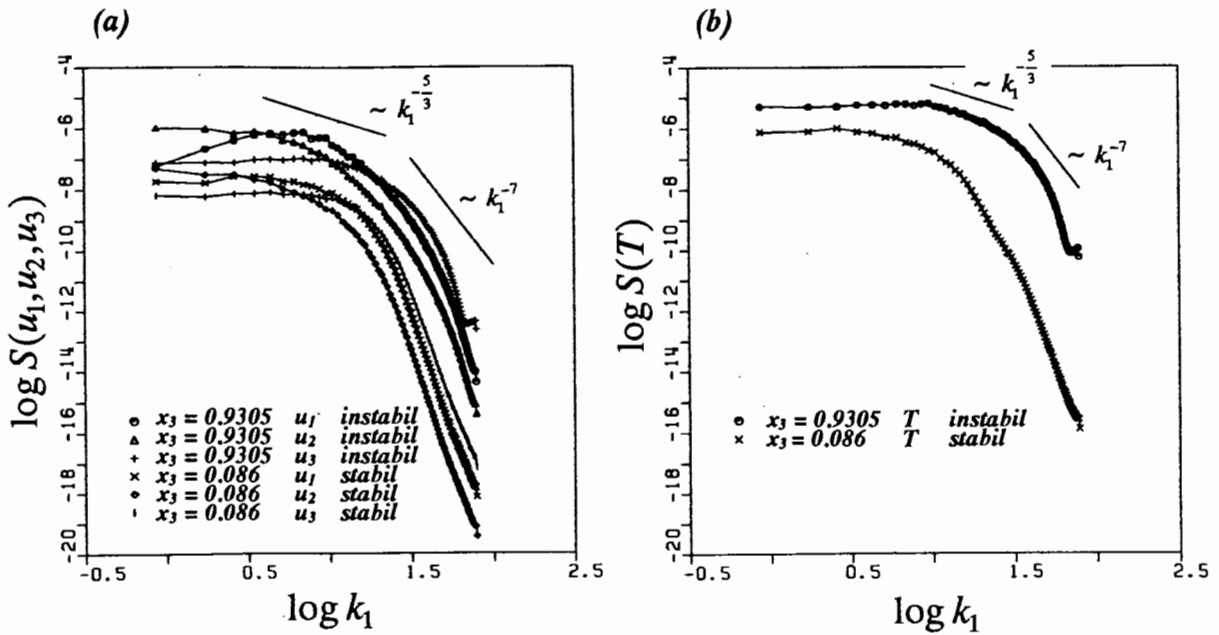 (a)
-4
-6
-8
-10
-12
-14
-16
-18
-20
log S(u₁,u₂,u₃)
~ k₁^{-5/3}
~ k₁^{-7}
x₃ = 0.9305 u₁ instabil
x₃ = 0.9305 u₂ instabil
x₃ = 0.9305 u₃ instabil
x₃ = 0.086 u₁ stabil
x₃ = 0.086 u₂ stabil
x₃ = 0.086 u₃ stabil
-0.5 0.5 1.5 2.5
log k₁
(b)
-4
-6
-8
-10
-12
-14
-16
-18
-20
log S(T)
~ k₁^{-5/3}
~ k₁^{-7}
x₃ = 0.9305 T instabil
x₃ = 0.086 T stabil
-0.5 0.5 1.5 2.5
log k₁